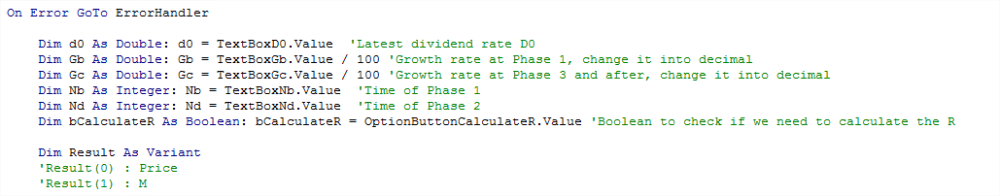 On Error GoTo ErrorHandler
Dim d0 As Double: d0 = TextBoxD0.Value 'Latest dividend rate D0
Dim Gb As Double: Gb = TextBoxGb.Value / 100 'Growth rate at Phase 1, change it into decimal
Dim Gc As Double: Gc = TextBoxGc.Value / 100 'Growth rate at Phase 3 and after, change it into decimal
Dim Nb As Integer: Nb = TextBoxNb.Value 'Time of Phase 1
Dim Nd As Integer: Nd = TextBoxNd.Value 'Time of Phase 2
Dim bCalculateR As Boolean: bCalculateR = OptionButtonCalculateR.Value 'Boolean to check if we need to calculate the R
Dim Result As Variant
'Result(0) : Price
'Result(1) : M